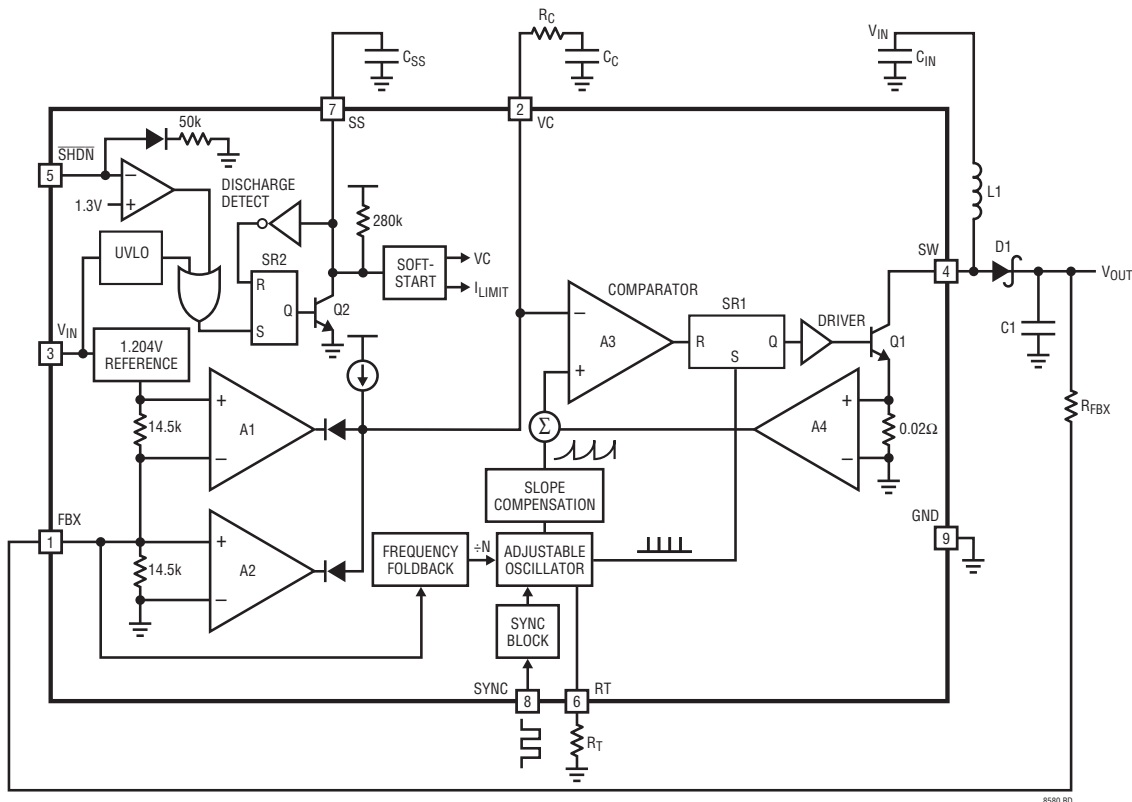 RC
CSS
CC
VIN
CIN
7
SS
2
VC
50k
SHDN
5
1.3V
−
+
DISCHARGE
DETECT
280k
L1
UVLO
SR2
R
Q
S
Q2
SOFT-
START
VC
ILIMIT
SW
4
D1
VOUT
COMPARATOR
−
A3
+
SR1
R
Q
S
DRIVER
Q1
C1
VIN
3
1.204V
REFERENCE
14.5k
+
A1
−
Σ
+
A4
−
0.02Ω
RFBX
SLOPE
COMPENSATION
FBX
1
14.5k
+
A2
−
FREQUENCY
FOLDBACK
÷N
ADJUSTABLE
OSCILLATOR
GND
9
SYNC
BLOCK
SYNC
8
RT
6
RT
8580 BD